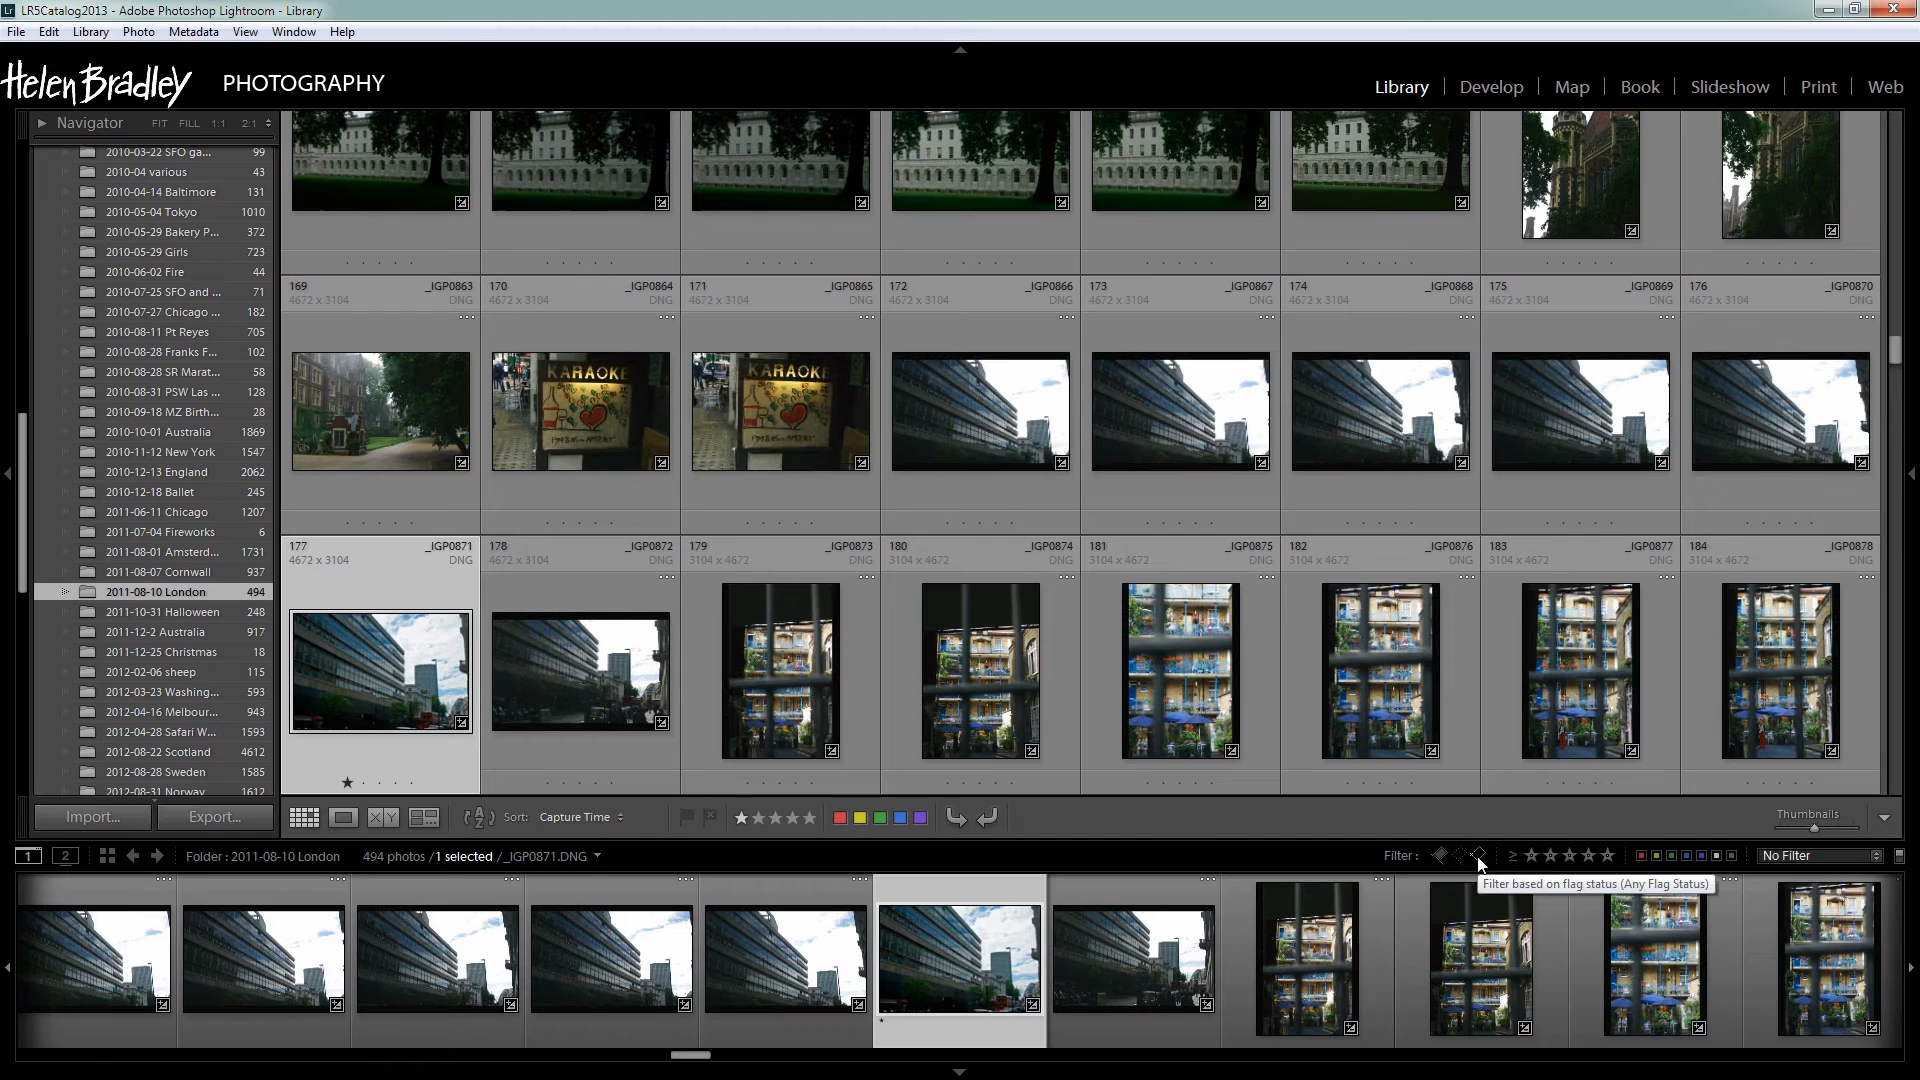 LR5Catalog2013 - Adobe Photoshop Lightroom - Library
File Edit Library Photo Metadata View Window Help
Helen Bradley PHOTOGRAPHY
Library Develop Map Book Slideshow Print Web
Navigator FIT FILL 1:1 2:1
2010-03-22 SFO ga... 99
2010-04 various 43
2010-04-14 Baltimore 131
2010-05-04 Tokyo 1010
2010-05-29 Bakery P... 372
2010-05-29 Girls 723
2010-06-02 Fire 44
2010-07-25 SFO and ... 71
2010-07-27 Chicago ... 182
2010-08-11 Pt Reyes 705
2010-08-28 Franks F... 102
2010-08-28 SR Marat... 58
2010-08-31 PSW Las ... 128
2010-09-18 MZ Birth... 28
2010-10-01 Australia 1869
2010-11-12 New York 1547
2010-12-13 England 2062
2010-12-18 Ballet 245
2011-06-11 Chicago 1207
2011-07-04 Fireworks 6
2011-08-01 Amsterd... 1731
2011-08-07 Cornwall 937
2011-08-10 London 494
2011-10-31 Halloween 248
2011-12-2 Australia 917
2011-12-25 Christmas 18
2012-02-06 sheep 115
2012-03-23 Washing... 593
2012-04-16 Melbour... 943
2012-04-28 Safari W... 1593
2012-08-22 Scotland 4612
2012-08-28 Sweden 1585
2012-08-31 Norway 1612
Import... Export...
169 _IGP0863 170 _IGP0864 171 _IGP0865 172 _IGP0866 173 _IGP0867 174 _IGP0868 175 _IGP0869 176 _IGP0870
4672 x 3104 DNG 4672 x 3104 DNG 4672 x 3104 DNG 4672 x 3104 DNG 4672 x 3104 DNG 4672 x 3104 DNG 4672 x 3104 DNG 4672 x 3104 DNG
KARAOKE KARAOKE
177 _IGP0871 178 _IGP0872 179 _IGP0873 180 _IGP0874 181 _IGP0875 182 _IGP0876 183 _IGP0877 184 _IGP0878
4672 x 3104 DNG 4672 x 3104 DNG 3104 x 4672 DNG 3104 x 4672 DNG 3104 x 4672 DNG 3104 x 4672 DNG 3104 x 4672 DNG 3104 x 4672 DNG
XY Sort: Capture Time Thumbnails
1 2 Folder : 2011-08-10 London 494 photos / 1 selected / _IGP0871.DNG Filter : ≥ No Filter
Filter based on flag status (Any Flag Status)